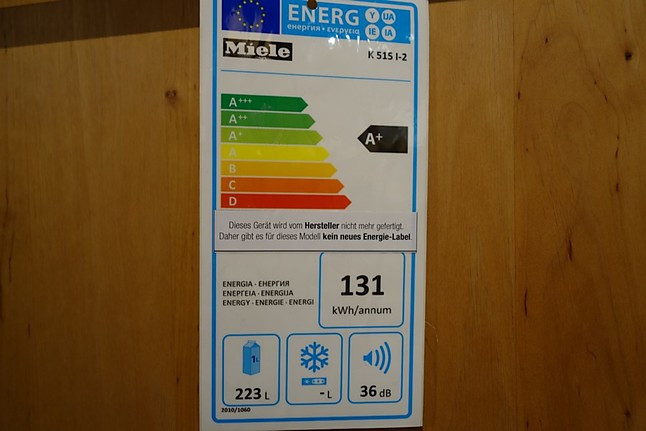 ENERG Y UA
енергия · ενεργεια IE IA
Miele
K 515 I-2
A+++
A++
A+
A
B
C
D
A+
Dieses Gerät wird vom Hersteller nicht mehr gefertigt.
Daher gibt es für dieses Modell kein neues Energie-Label.
ENERGIA · ЕНЕРГИЯ
ΕΝΕΡΓΕΙΑ · ENERGIJA
ENERGY · ENERGIE · ENERGI
131
kWh/annum
1L
223 L
- L
36 dB
2010/1060